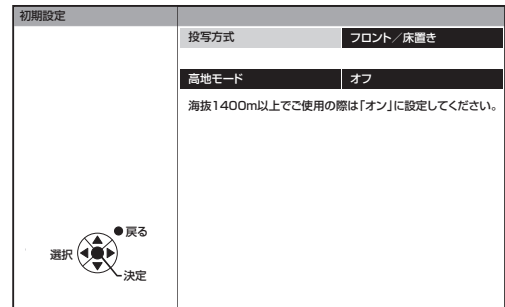 初期設定
投写方式 フロント／床置き
高地モード オフ
海抜1400m以上でご使用の際は「オン」に設定してください。
戻る
選択
決定